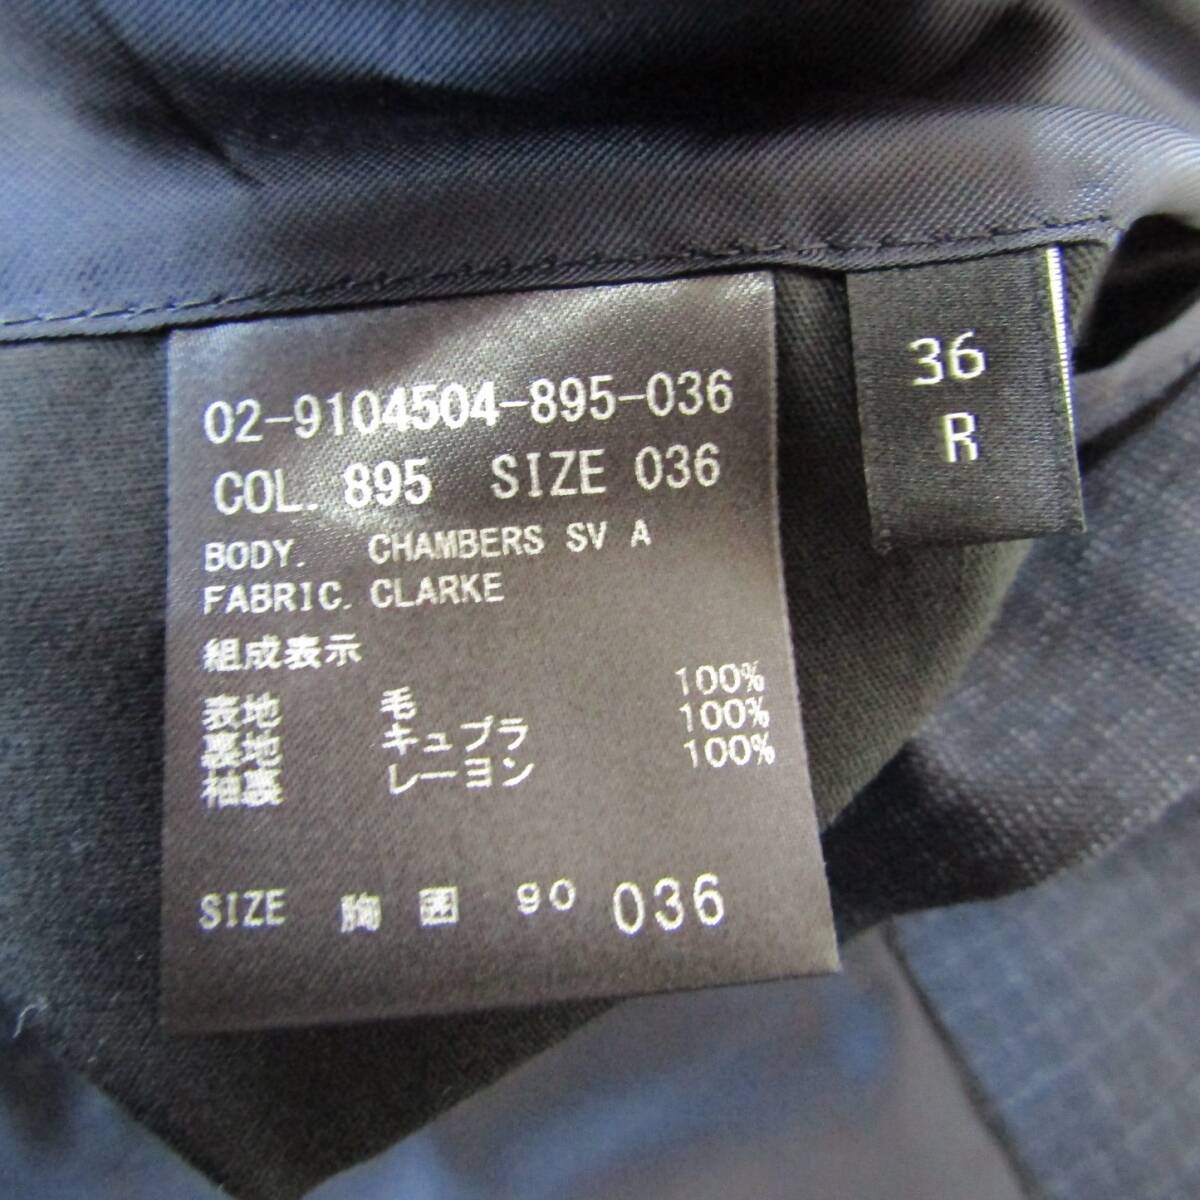 02-9104504-895-036
COL. 895 SIZE 036
BODY. CHAMBERS SV A
FABRIC. CLARKE
組成表示
表地 毛 100%
裏地 キュプラ 100%
袖裏 レーヨン 100%
SIZE 胸囲 90 036
36
R